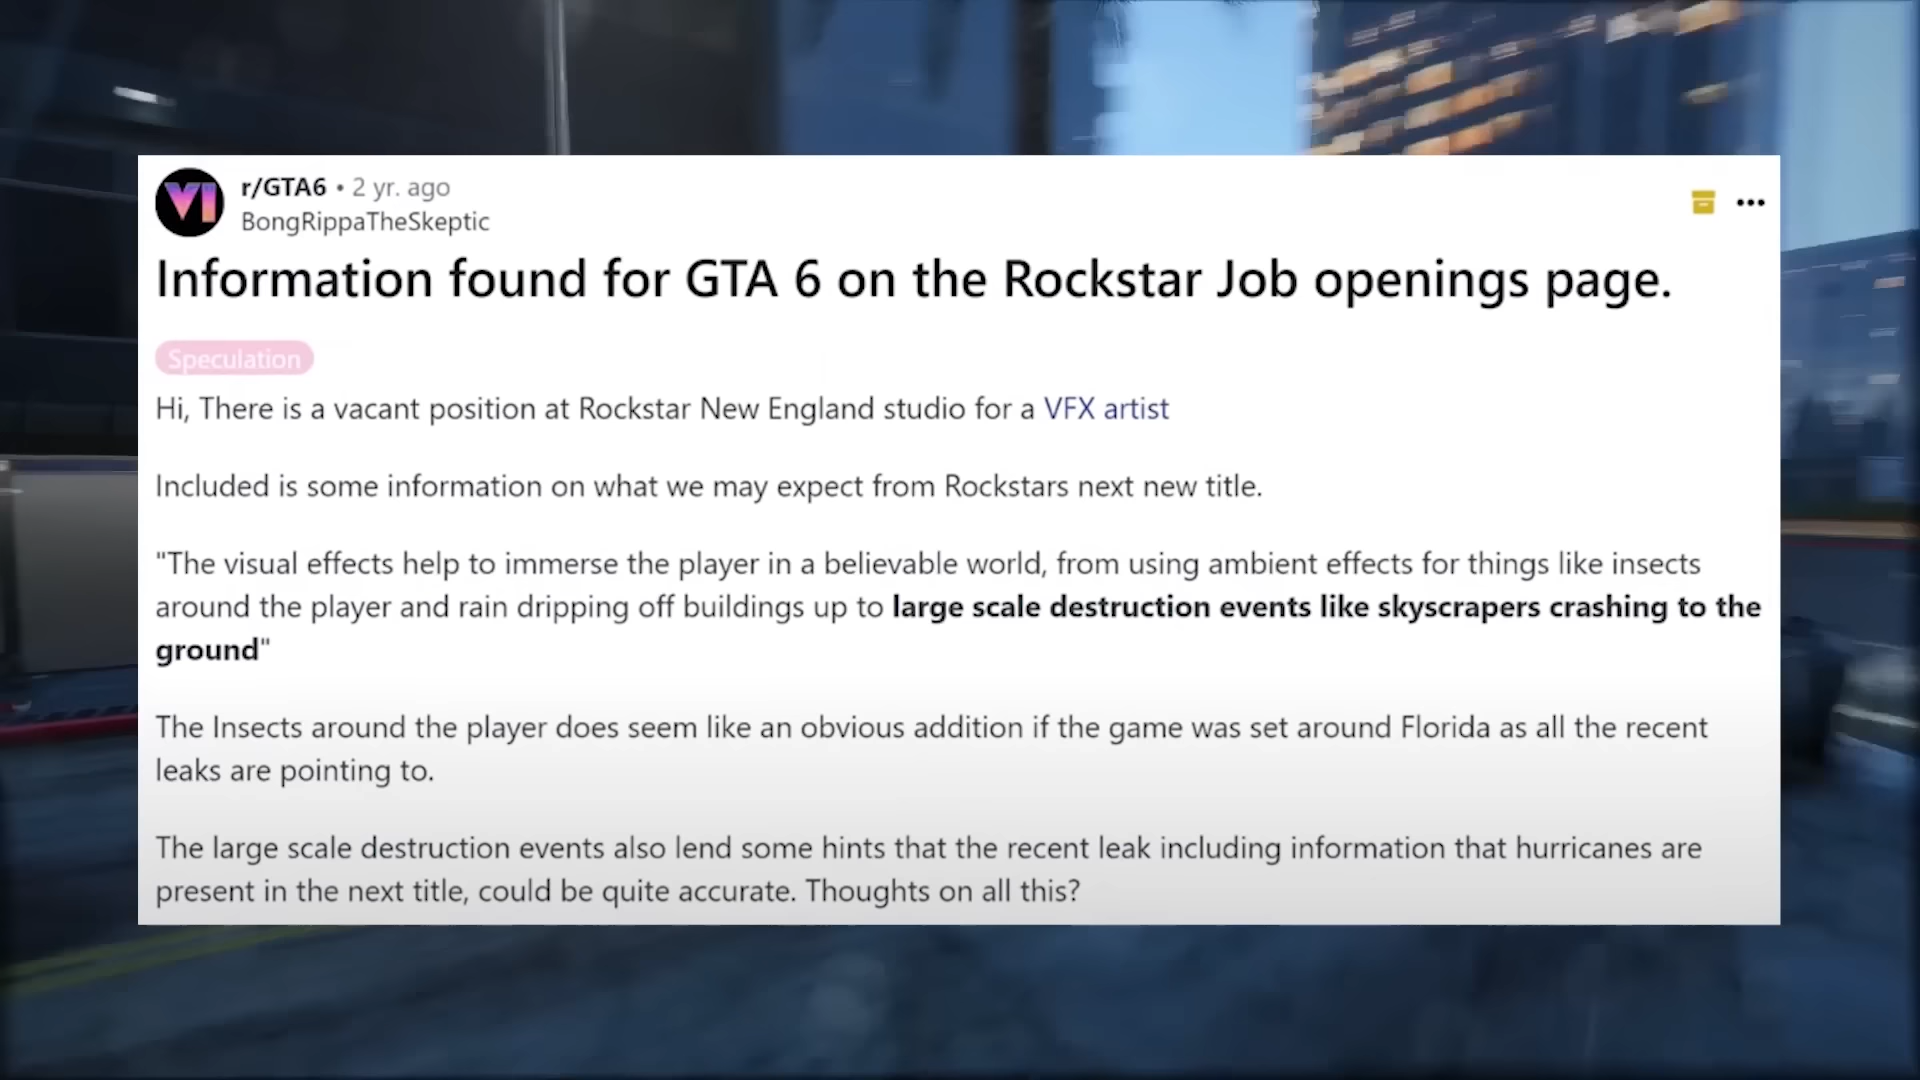 VI
r/GTA6 • 2 yr. ago
BongRippaTheSkeptic
Information found for GTA 6 on the Rockstar Job openings page.
Speculation
Hi, There is a vacant position at Rockstar New England studio for a VFX artist
Included is some information on what we may expect from Rockstars next new title.
"The visual effects help to immerse the player in a believable world, from using ambient effects for things like insects
around the player and rain dripping off buildings up to large scale destruction events like skyscrapers crashing to the
ground"
The Insects around the player does seem like an obvious addition if the game was set around Florida as all the recent
leaks are pointing to.
The large scale destruction events also lend some hints that the recent leak including information that hurricanes are
present in the next title, could be quite accurate. Thoughts on all this?